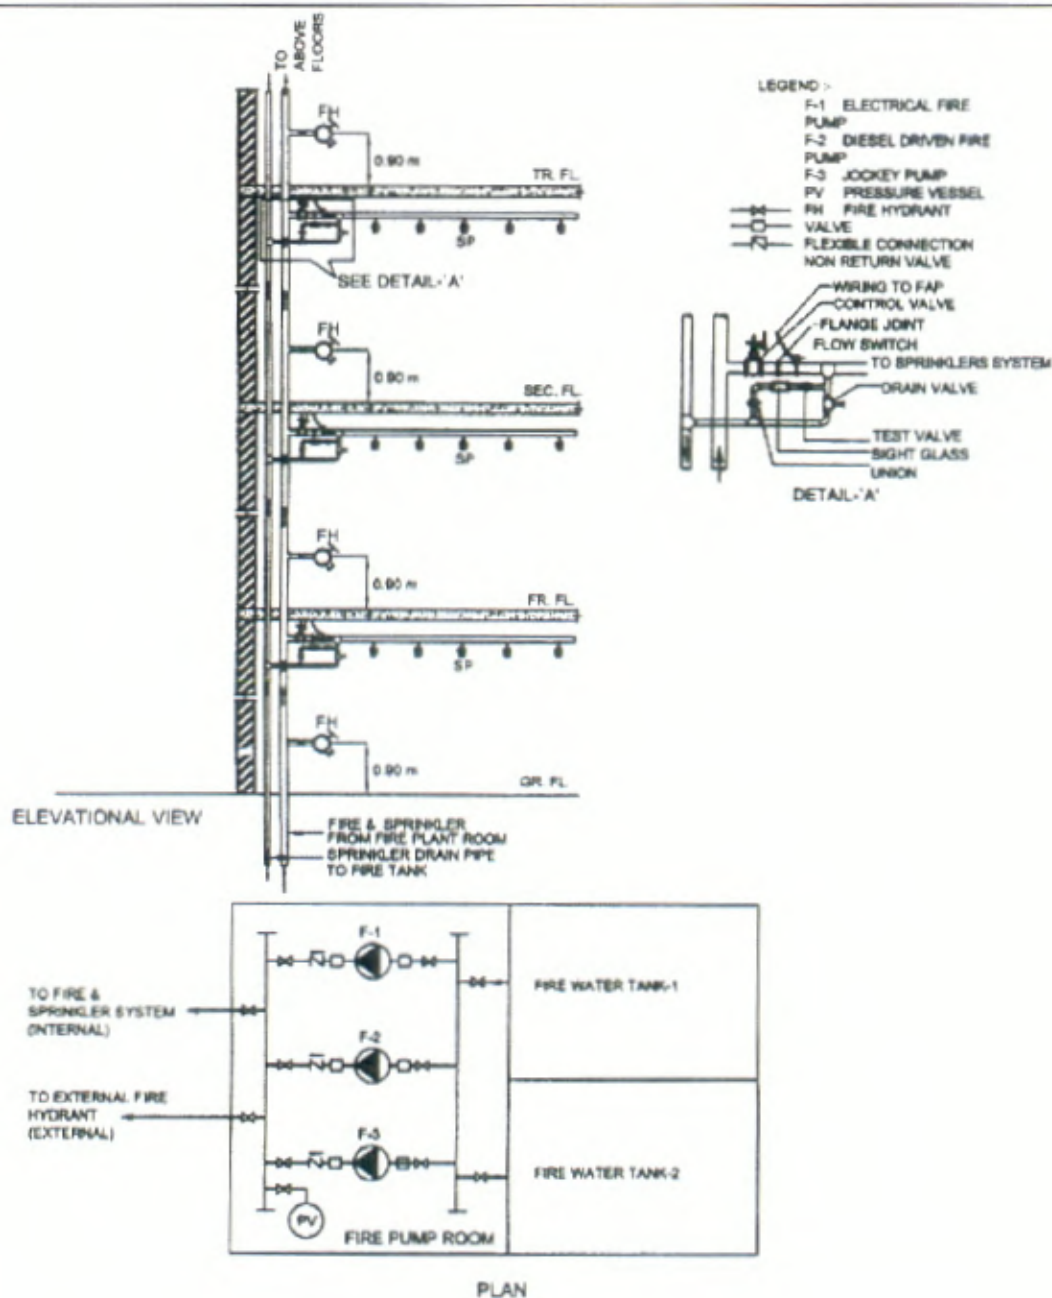 TO
ABOVE
FLOORS
FH
0.90 m
TR. FL.
SP
SEE DETAIL-'A'
FH
0.90 m
SEC. FL.
SP
FH
0.90 m
FR. FL.
SP
FH
0.90 m
GR. FL.
ELEVATIONAL VIEW
FIRE & SPRINKLER
FROM FIRE PLANT ROOM
SPRINKLER DRAIN PIPE
TO FIRE TANK
LEGEND :-
F-1 ELECTRICAL FIRE
PUMP
F-2 DIESEL DRIVEN FIRE
PUMP
F-3 JOCKEY PUMP
PV PRESSURE VESSEL
FH FIRE HYDRANT
VALVE
FLEXIBLE CONNECTION
NON RETURN VALVE
WIRING TO FAP
CONTROL VALVE
FLANGE JOINT
FLOW SWITCH
TO SPRINKLERS SYSTEM
DRAIN VALVE
TEST VALVE
SIGHT GLASS
UNION
DETAIL-'A'
F-1
F-2
F-3
TO FIRE &
SPRINKLER SYSTEM
(INTERNAL)
TO EXTERNAL FIRE
HYDRANT
(EXTERNAL)
PV
FIRE PUMP ROOM
FIRE WATER TANK-1
FIRE WATER TANK-2
PLAN